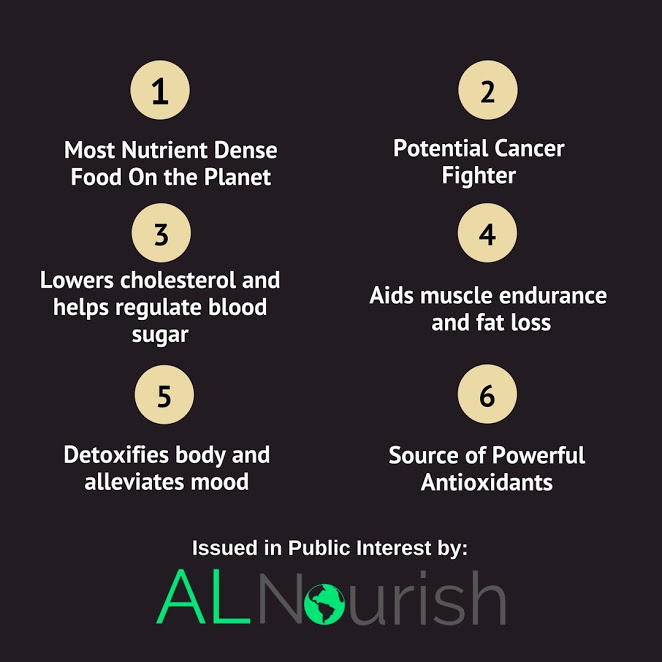 1
Most Nutrient Dense
Food On the Planet
2
Potential Cancer
Fighter
3
Lowers cholesterol and
helps regulate blood
sugar
4
Aids muscle endurance
and fat loss
5
Detoxifies body and
alleviates mood
6
Source of Powerful
Antioxidants
Issued in Public Interest by:
ALNourish